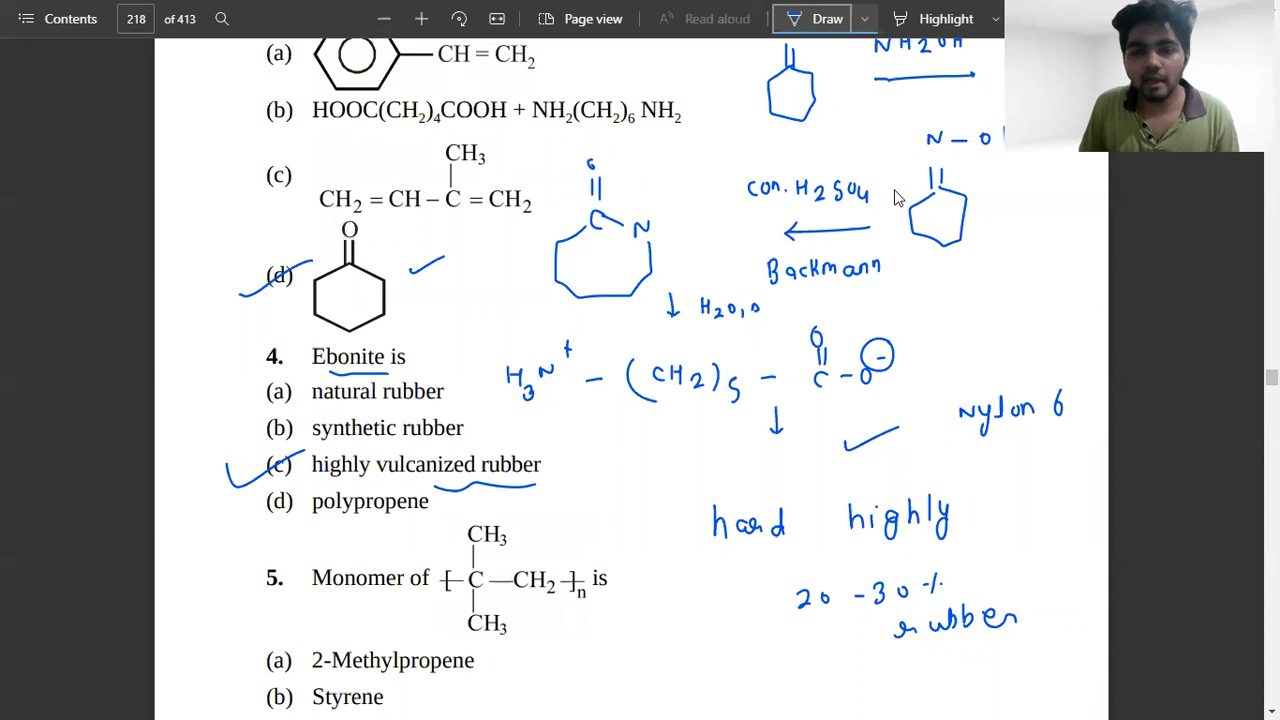 Contents 218 of 413 Page view Read aloud Draw Highlight
(a) CH = CH₂
NH2OH
(b) HOOC(CH₂)₄COOH + NH₂(CH₂)₆ NH₂
N — O
CH₃
(c) CH₂ = CH – C = CH₂
O
C N
con. H2SO4
Backmann
O
(d)
↓ H2O, Δ
4. Ebonite is
H3N⁺ — (CH2)5 — C — O⁻
O
(a) natural rubber
Nylon 6
(b) synthetic rubber
(c) highly vulcanized rubber
(d) polypropene
hard highly
CH₃
5. Monomer of [–C—CH₂–]n is
CH₃
20 - 30 %
rubber
(a) 2-Methylpropene
(b) Styrene